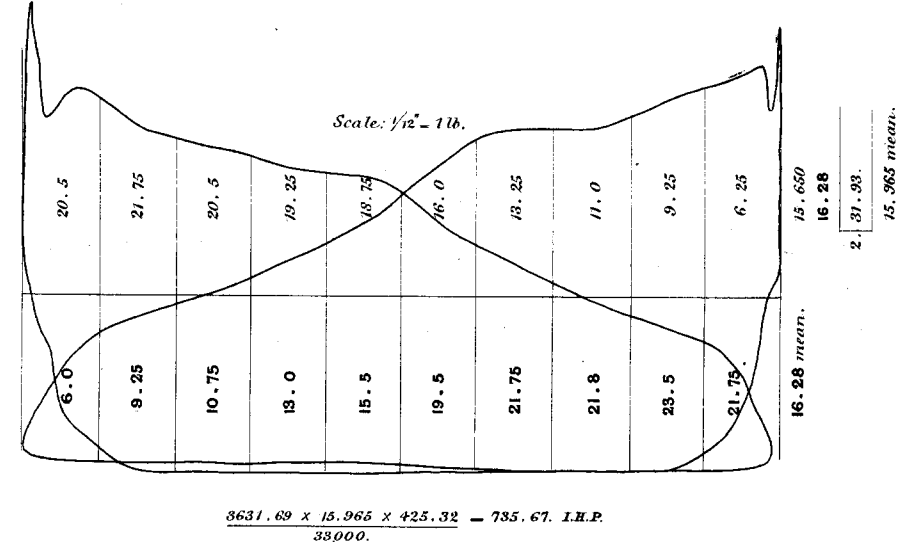 Scale: 1/12" = 1 lb.
20.5 21.75 20.5 19.25 18.75 16.0 13.25 11.0 9.25 6.25
15.650
16.28
2. 31.93.
15.965 mean.
6.0 9.25 10.75 13.0 15.5 19.5 21.75 21.8 23.5 21.75.
16.28 mean.
3631.69 x 15.965 x 425.32 = 735.67. I.H.P.
33,000.